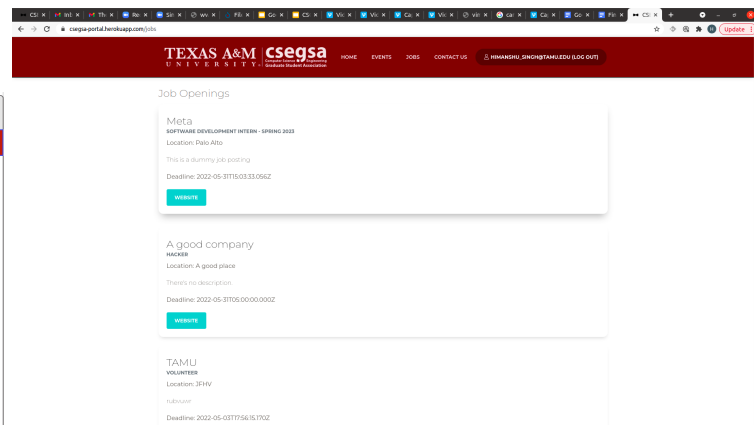 Update
csegsa-portal.herokuapp.com/jobs
TEXAS A&M
UNIVERSITY.
csegsa
Computer Science & Engineering
Graduate Student Association
HOME
EVENTS
JOBS
CONTACT US
HIMANSHU_SINGH@TAMU.EDU (LOG OUT)
Job Openings
Meta
SOFTWARE DEVELOPMENT INTERN - SPRING 2023
Location: Palo Alto
This is a dummy job posting
Deadline: 2022-05-31T15:03:33.056Z
WEBSITE
A good company
HACKER
Location: A good place
There's no description
Deadline: 2022-05-31T05:00:00.000Z
WEBSITE
TAMU
VOLUNTEER
Location: JFHV
Deadline: 2022-05-03T17:56:15.170Z